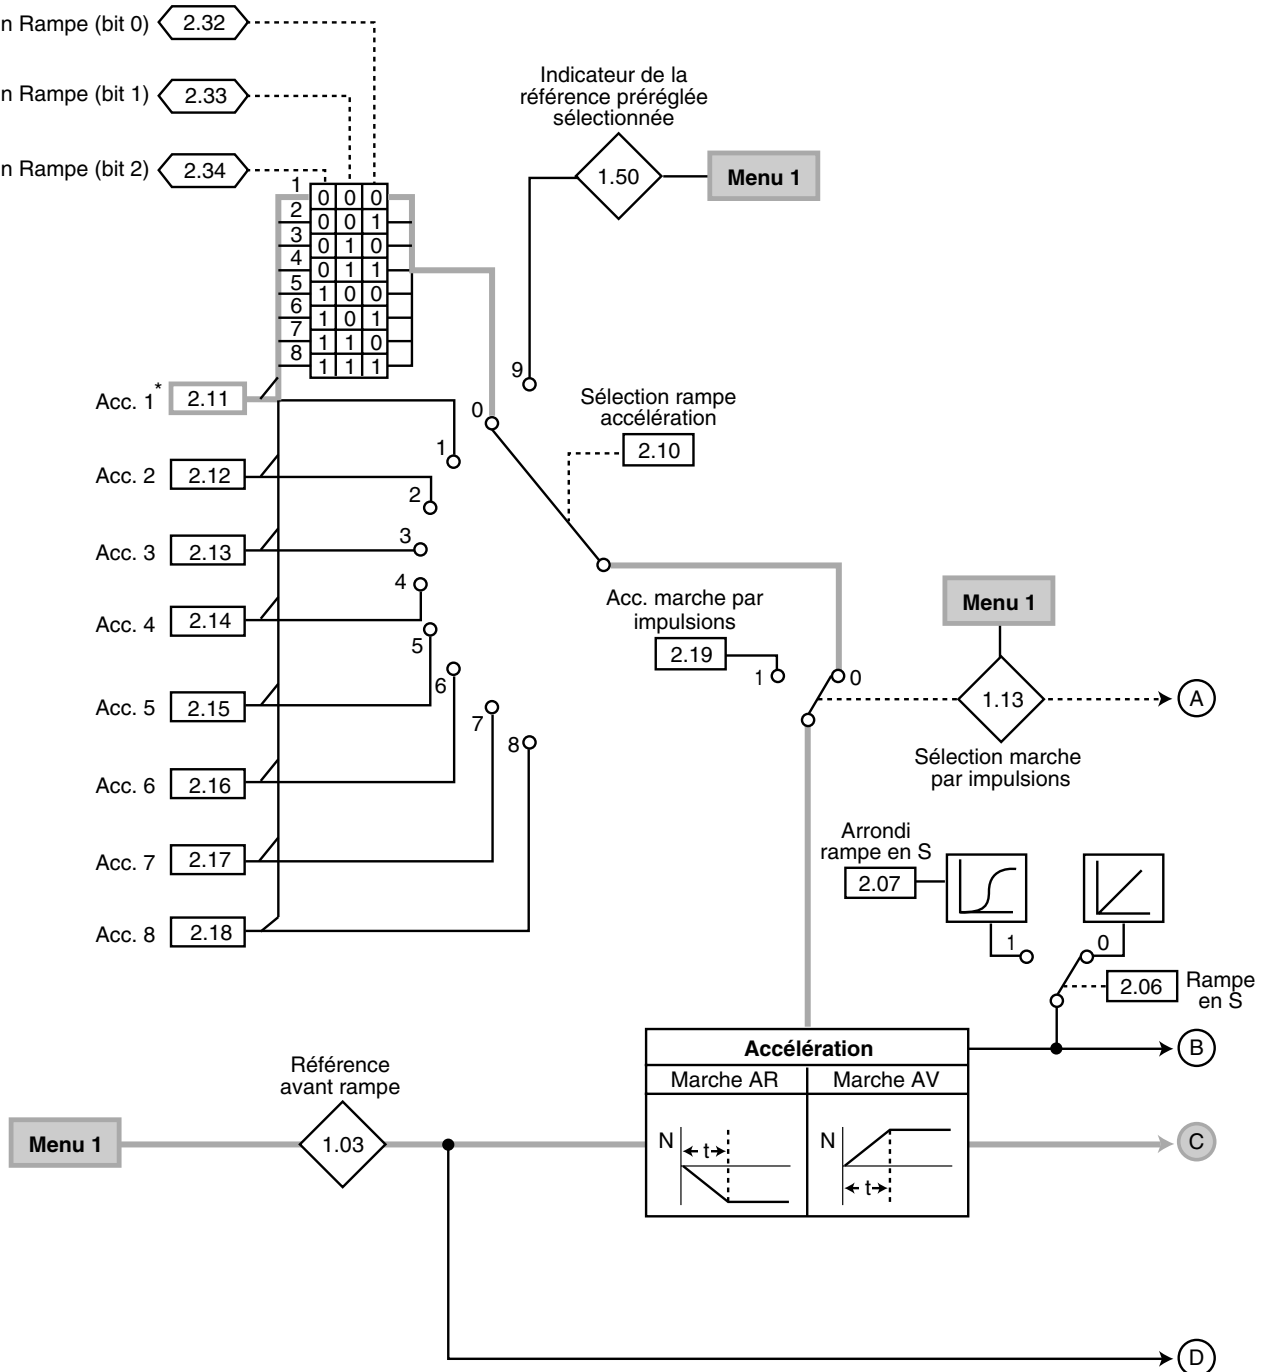 n Rampe (bit 0) 2.32
n Rampe (bit 1) 2.33
n Rampe (bit 2) 2.34
Indicateur de la
référence préréglée
sélectionnée
1.50
Menu 1
1 0 0 0
2 0 0 1
3 0 1 0
4 0 1 1
5 1 0 0
6 1 0 1
7 1 1 0
8 1 1 1
9
0
1
2
3
4
5
6
7
8
Acc. 1* 2.11
Acc. 2 2.12
Acc. 3 2.13
Acc. 4 2.14
Acc. 5 2.15
Acc. 6 2.16
Acc. 7 2.17
Acc. 8 2.18
Sélection rampe
accélération
2.10
Acc. marche par
impulsions
2.19
1
0
Menu 1
1.13
A
Sélection marche
par impulsions
Arrondi
rampe en S
2.07
1
0
2.06
Rampe
en S
Accélération
B
Marche AR
Marche AV
N
t
N
t
Référence
avant rampe
Menu 1
1.03
C
D